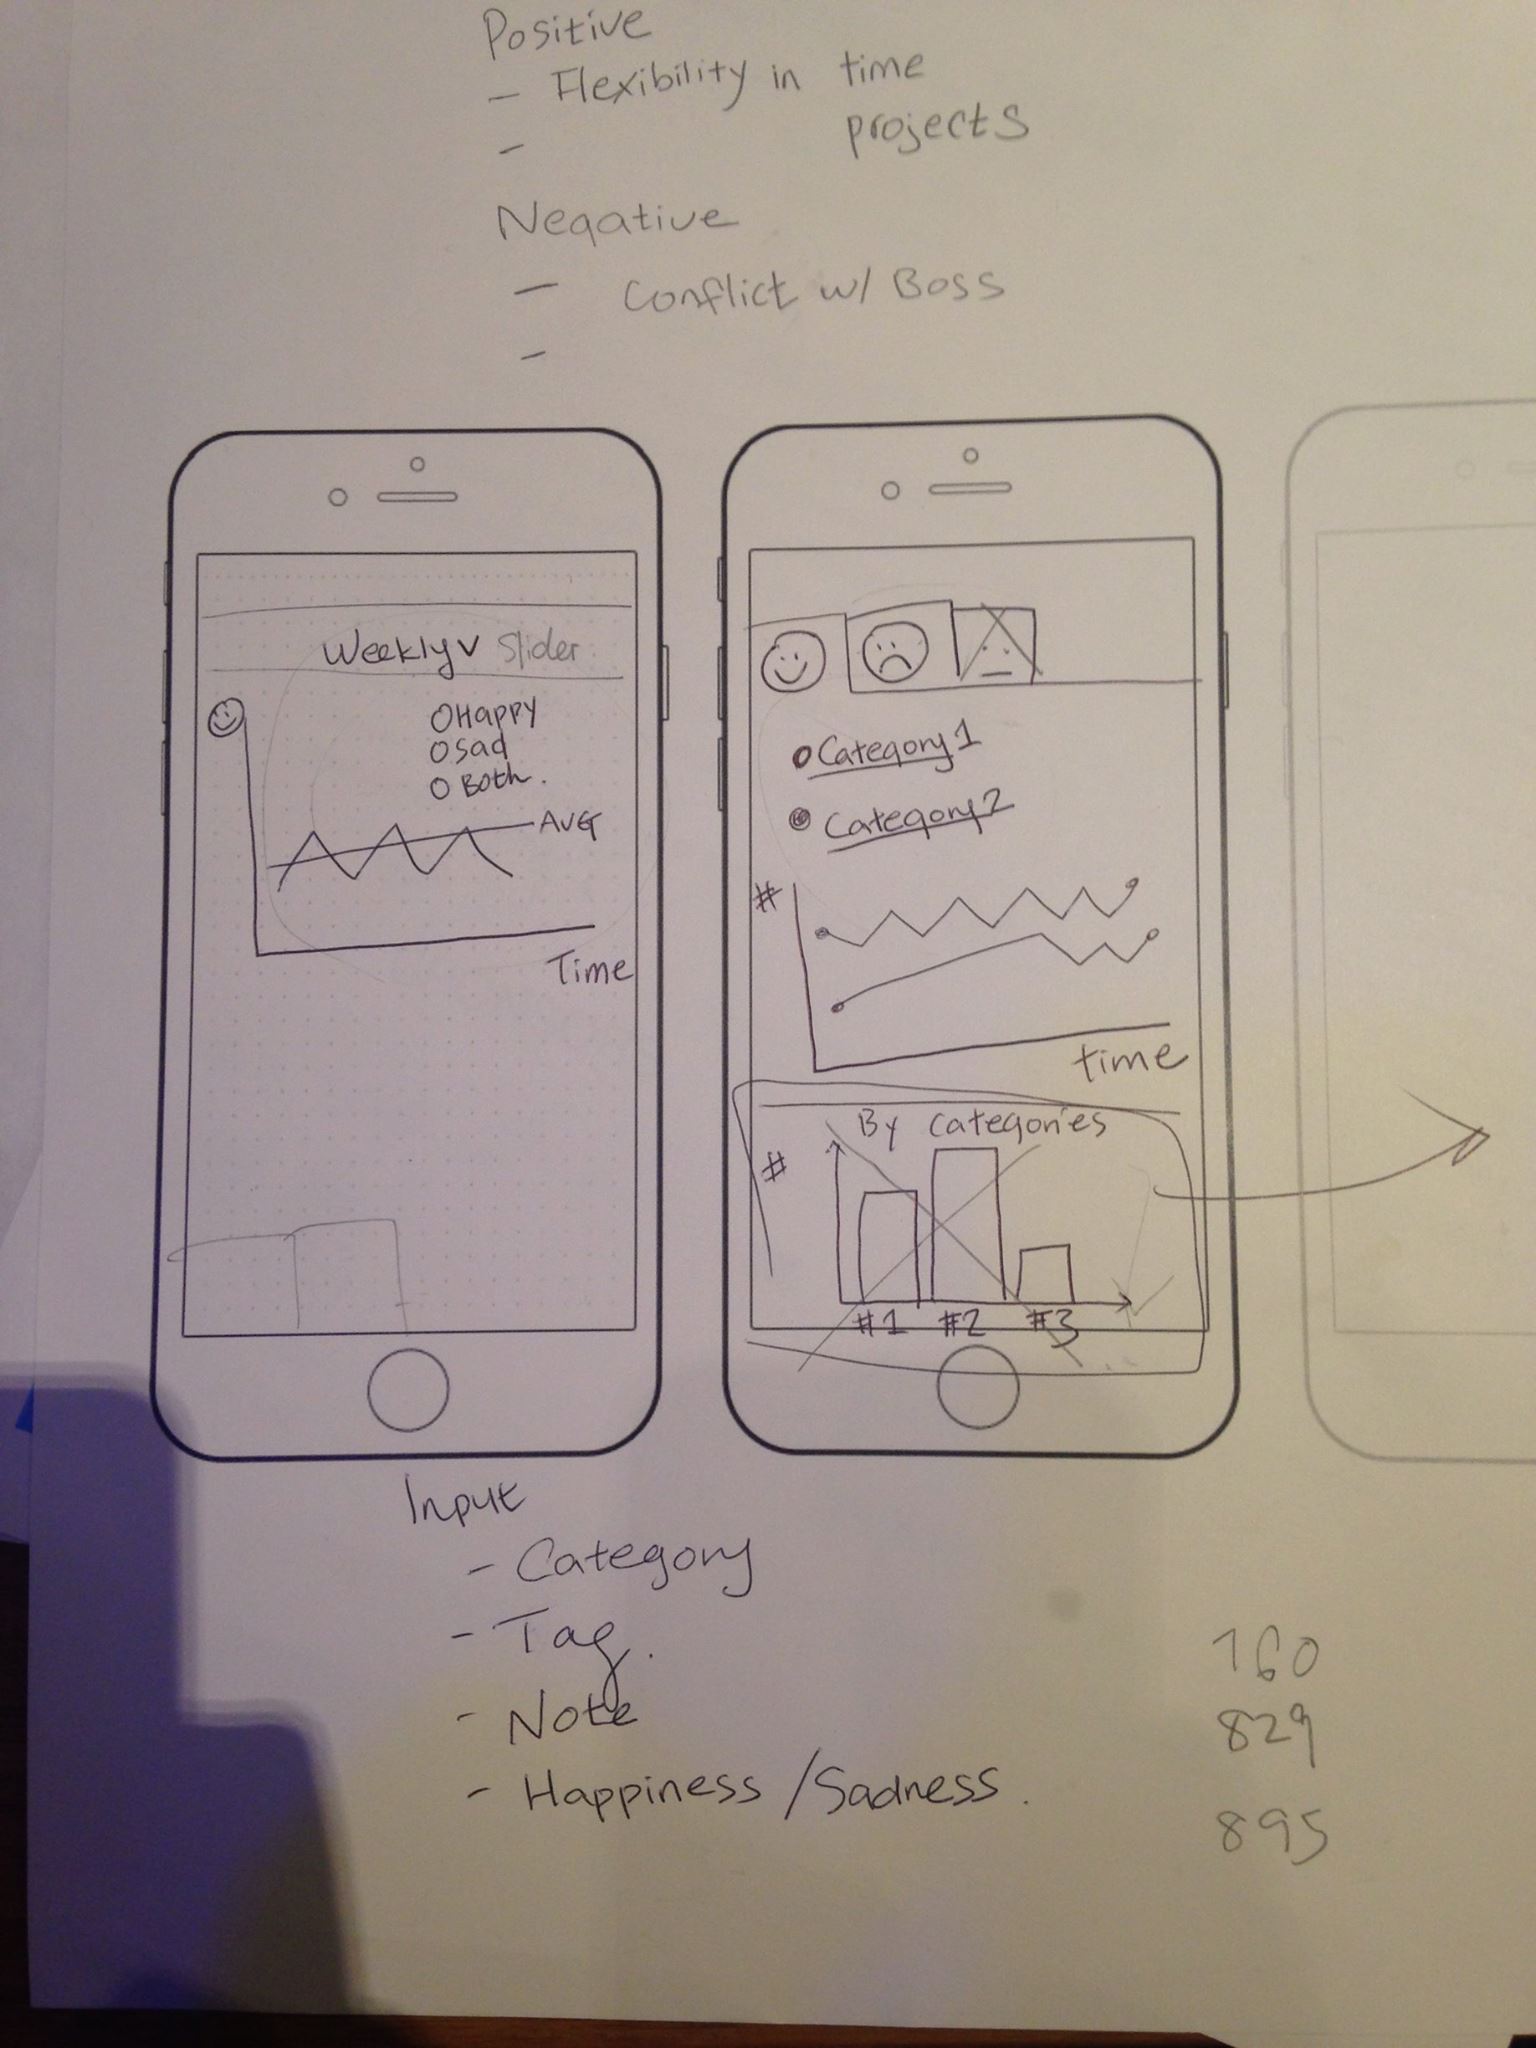 Positive
- Flexibility in time
projects
-
Negative
- Conflict w/ Boss
-
Weekly v Slider
Happy
Sad
Both.
AVG
Time
Category 1
Category 2
#
time
By categories
#
#1 #2 #3
Input
- Category
- Tag.
- Note
- Happiness/Sadness.
760
829
895